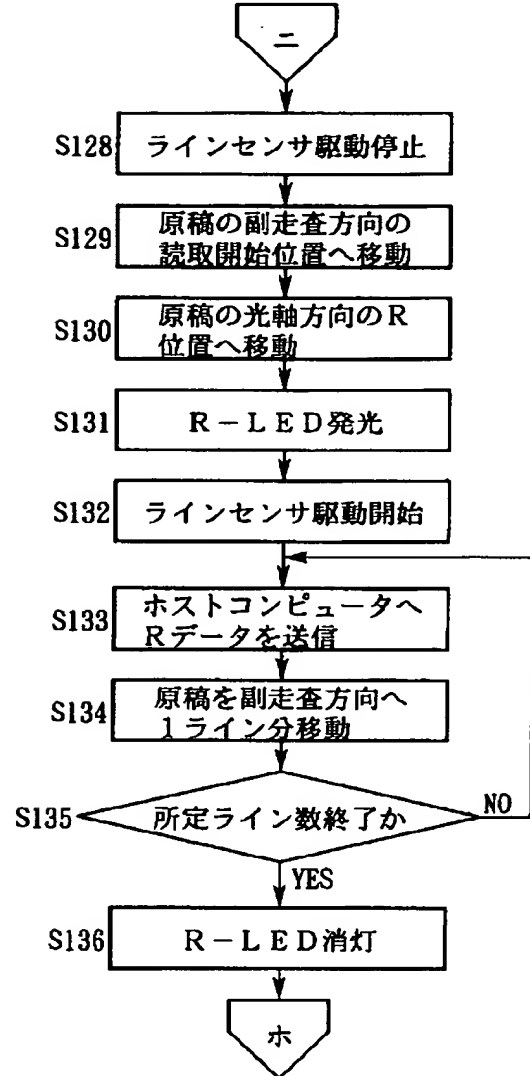 ニ
S128 ラインセンサ駆動停止
S129 原稿の副走査方向の
読取開始位置へ移動
S130 原稿の光軸方向のR
位置へ移動
S131 R-LED発光
S132 ラインセンサ駆動開始
S133 ホストコンピュータへ
Rデータを送信
S134 原稿を副走査方向へ
1ライン分移動
S135 所定ライン数終了か NO
YES
S136 R-LED消灯
ホ